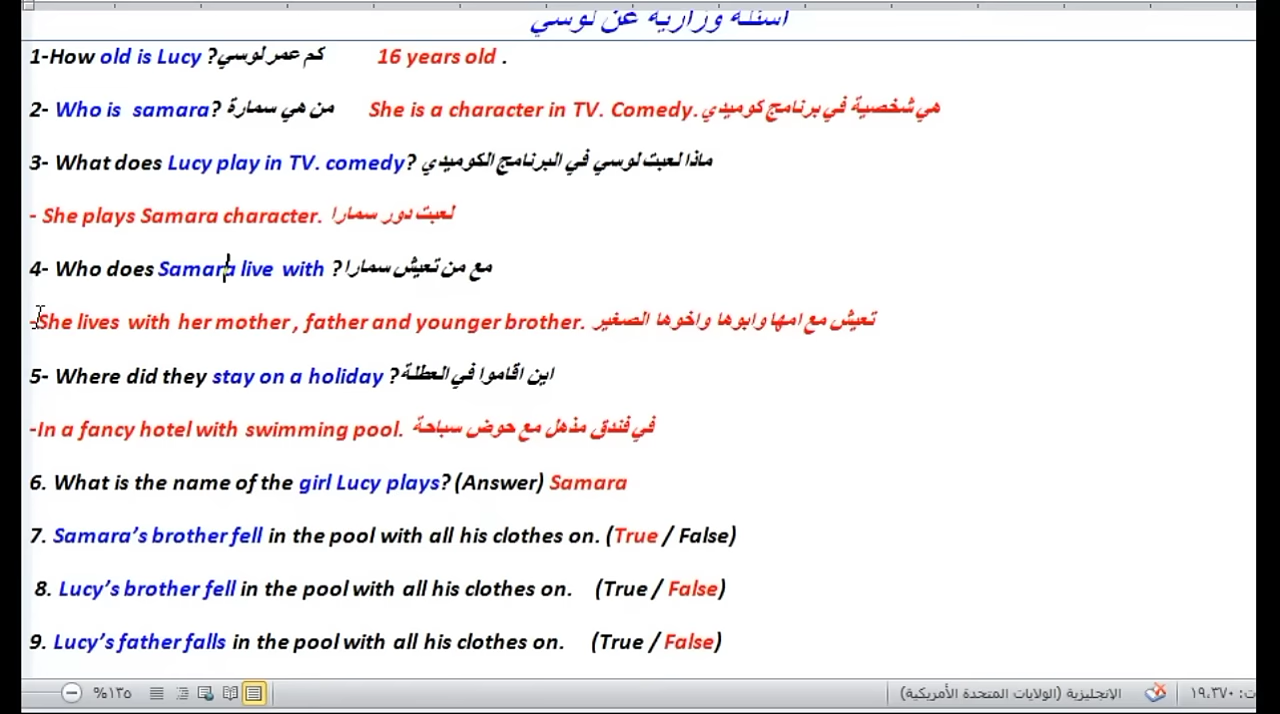 اسئلة وزارية عن لوسي
1-How old is Lucy ?كم عمر لوسي 16 years old .
2- Who is samara? من هي سمارة She is a character in TV. Comedy.هي شخصية في برنامج كوميدي
3- What does Lucy play in TV. comedy? ماذا لعبت لوسي في البرنامج الكوميدي
- She plays Samara character. لعبت دور سمارا
4- Who does Samara live with ?مع من تعيش سمارا
-She lives with her mother , father and younger brother. تعيش مع امها وابوها واخوها الصغير
5- Where did they stay on a holiday ?اين اقاموا في العطلة
-In a fancy hotel with swimming pool. في فندق مذهل مع حوض سباحة
6. What is the name of the girl Lucy plays? (Answer) Samara
7. Samara's brother fell in the pool with all his clothes on. (True / False)
8. Lucy's brother fell in the pool with all his clothes on. (True / False)
9. Lucy's father falls in the pool with all his clothes on. (True / False)
%١٣٥ الإنجليزية (الولايات المتحدة الأمريكية) ت: ١٩،٣٧٠